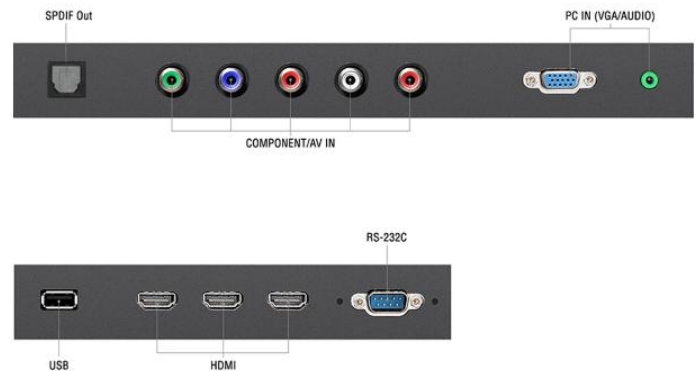 SPDIF Out
PC IN (VGA/AUDIO)
COMPONENT/AV IN
RS-232C
USB
HDMI